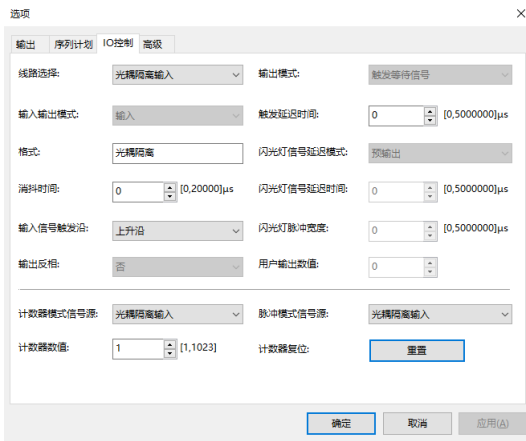 选项
输出 序列计划 IO控制 高级
线路选择: 光耦隔离输入 输出模式: 触发等待信号
输入输出模式: 输入 触发延迟时间: 0 [0,5000000]μs
格式: 光耦隔离 闪光灯信号延迟模式: 预输出
消抖时间: 0 [0,20000]μs 闪光灯信号延迟时间: 0 [0,5000000]μs
输入信号触发沿: 上升沿 闪光灯脉冲宽度: 0 [0,5000000]μs
输出反相: 否 用户输出数值: 0
计数器模式信号源: 光耦隔离输入 脉冲模式信号源: 光耦隔离输入
计数器数值: 1 [1,1023] 计数器复位: 重置
确定 取消 应用(A)